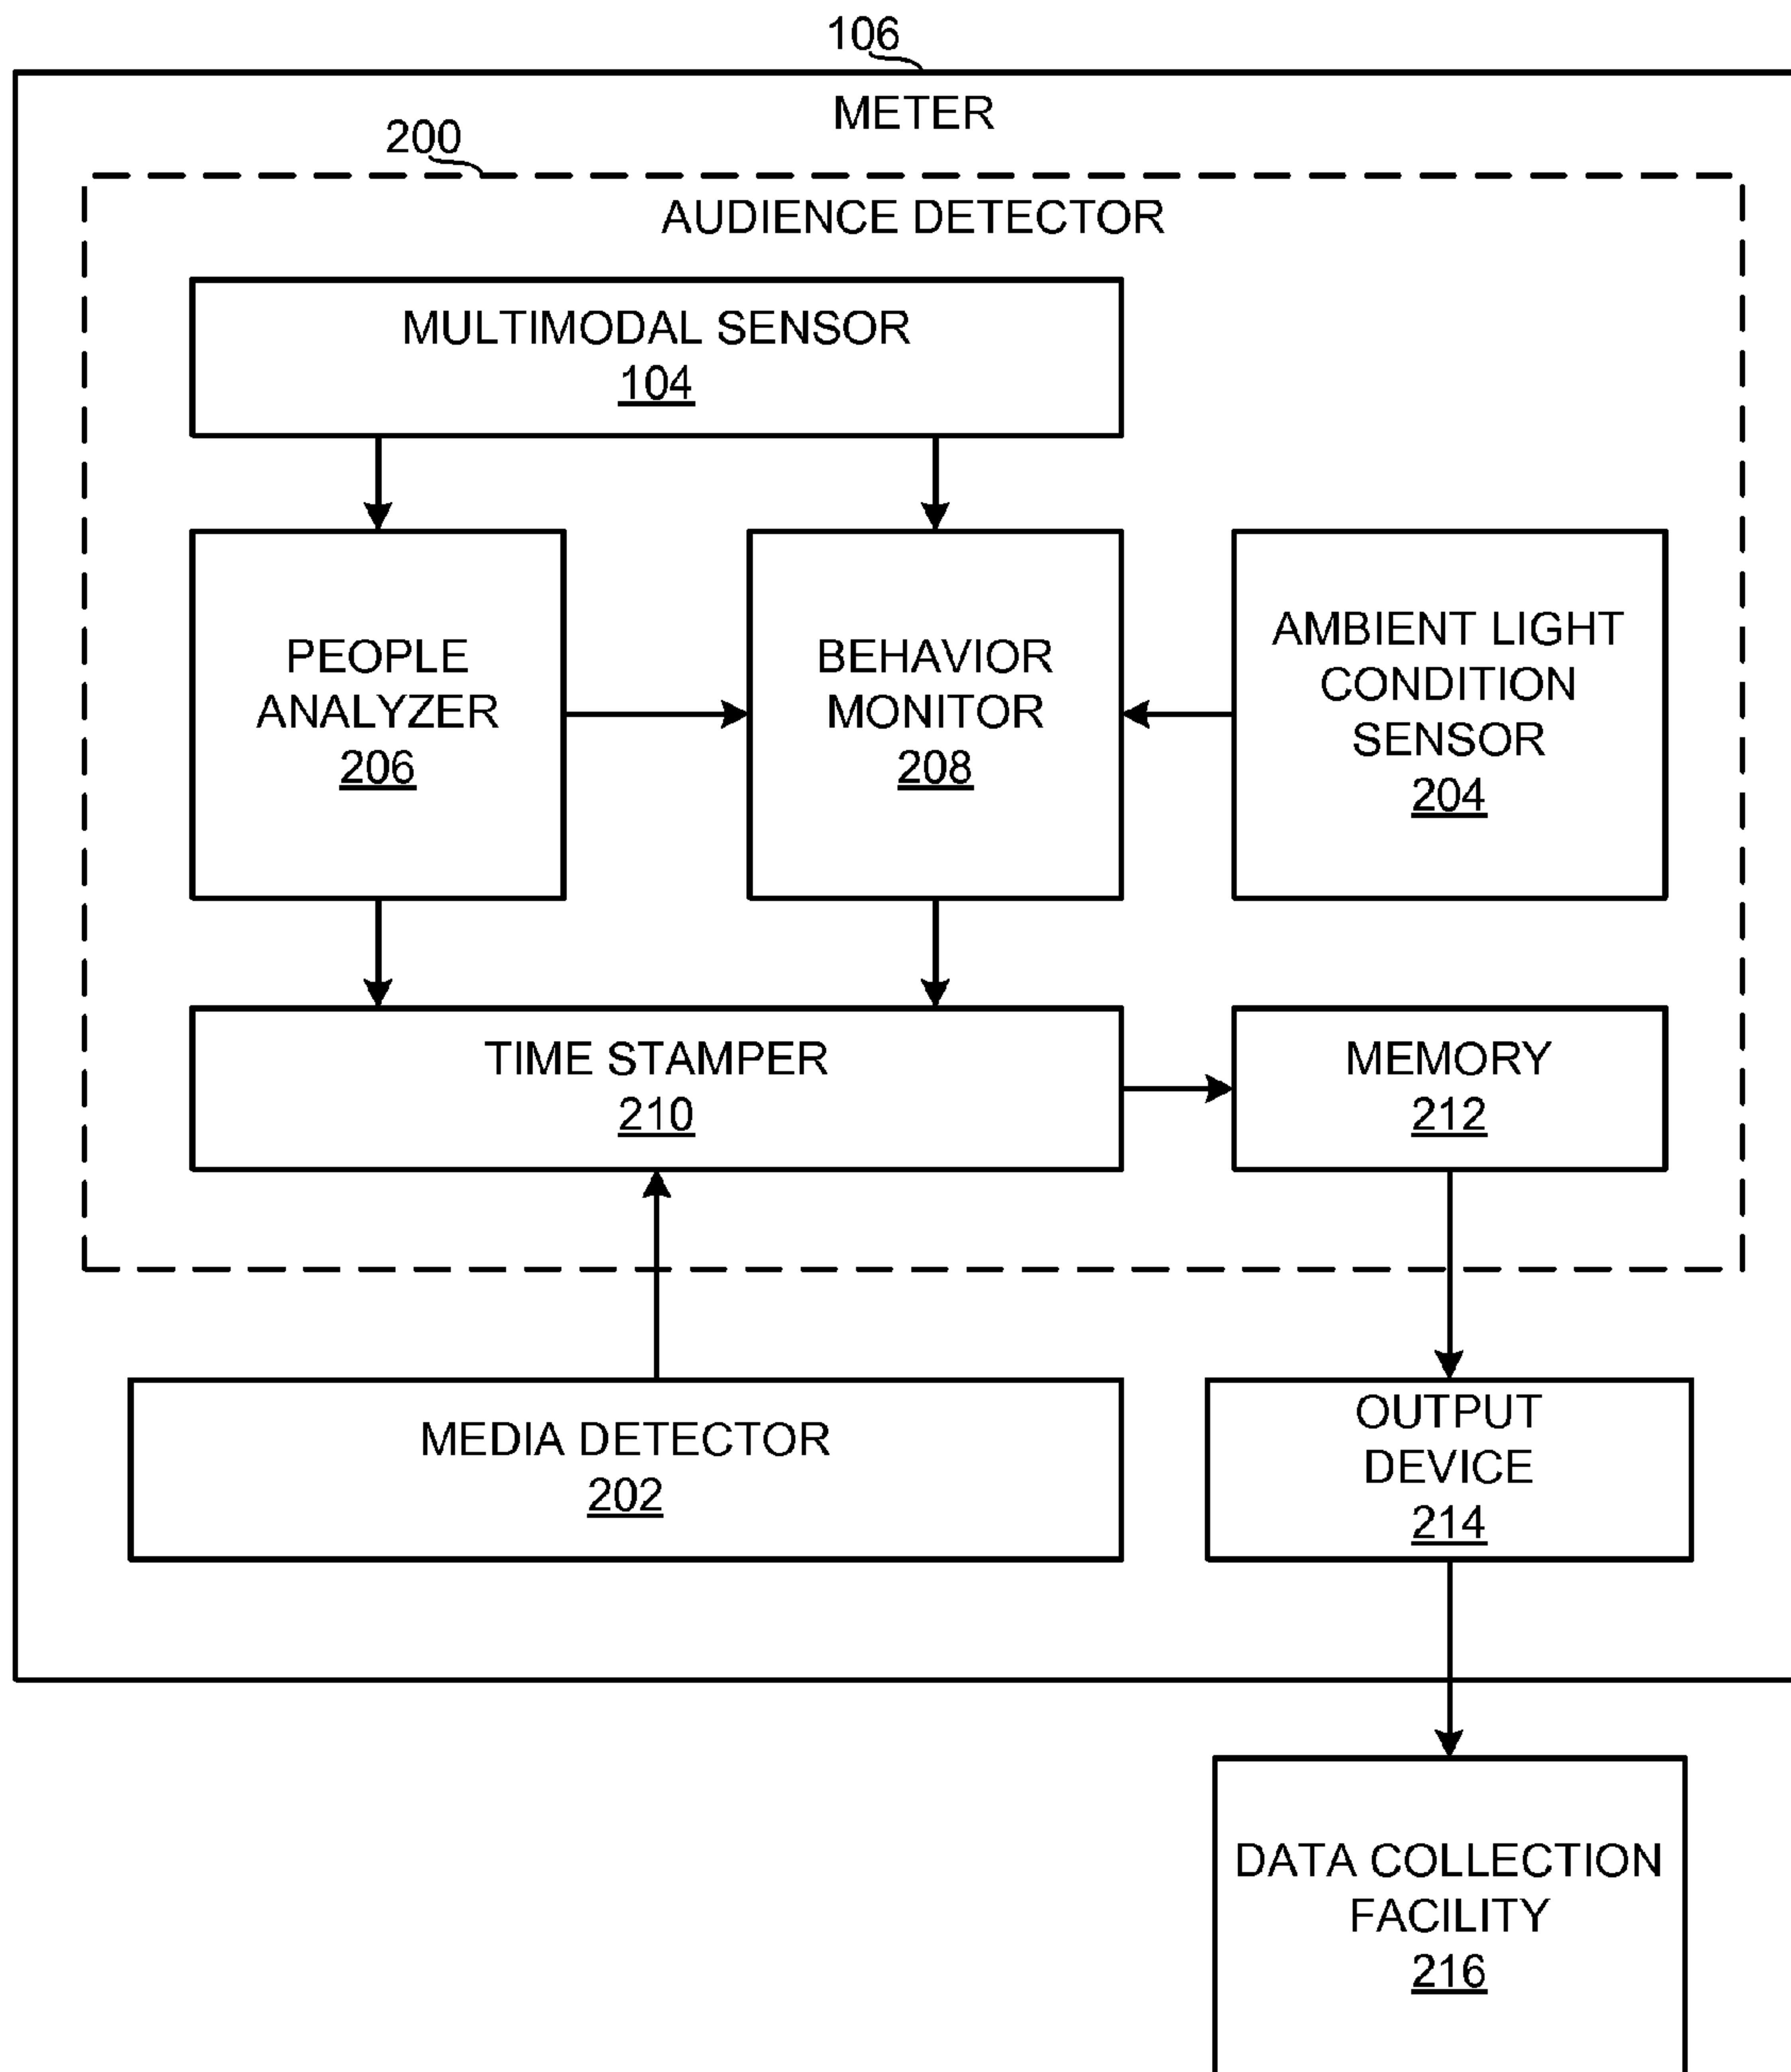 106
METER
200
AUDIENCE DETECTOR
MULTIMODAL SENSOR
104
PEOPLE
ANALYZER
206
BEHAVIOR
MONITOR
208
AMBIENT LIGHT
CONDITION
SENSOR
204
TIME STAMPER
210
MEMORY
212
MEDIA DETECTOR
202
OUTPUT
DEVICE
214
DATA COLLECTION
FACILITY
216